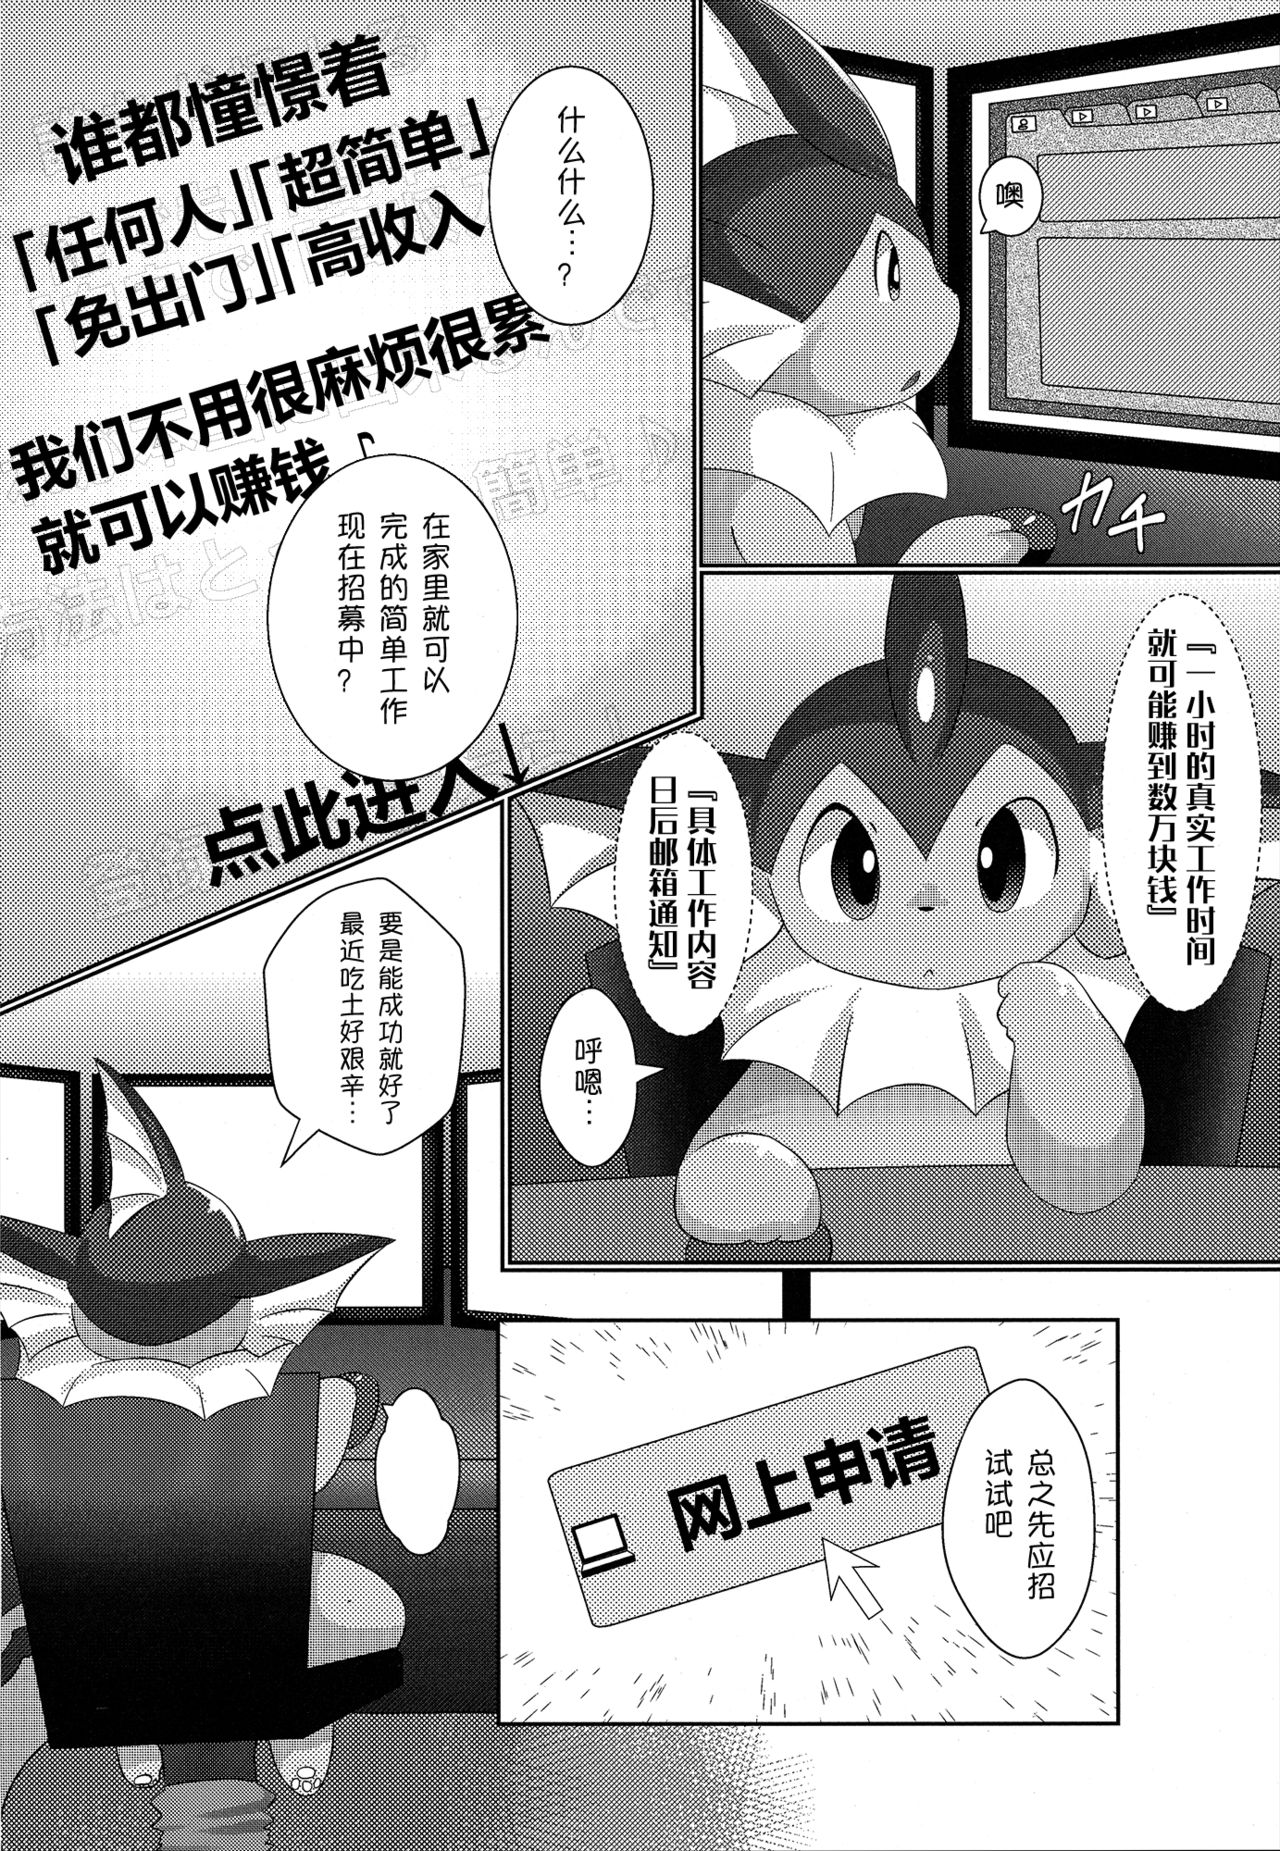 噢
カチ
什么什么…?
谁都憧憬着
「任何人」「超简单」
「免出门」「高收入
我们不用很麻烦很累
就可以赚钱♪
在家里就可以
完成的简单工作
现在招募中?
点此进入↓
『一小时的真实工作时间
就可能赚到数万块钱』
『具体工作内容
日后邮箱通知』
呼
嗯…
要是能成功就好了
最近吃土好艰辛…
网上申请
总之先应招
试试吧